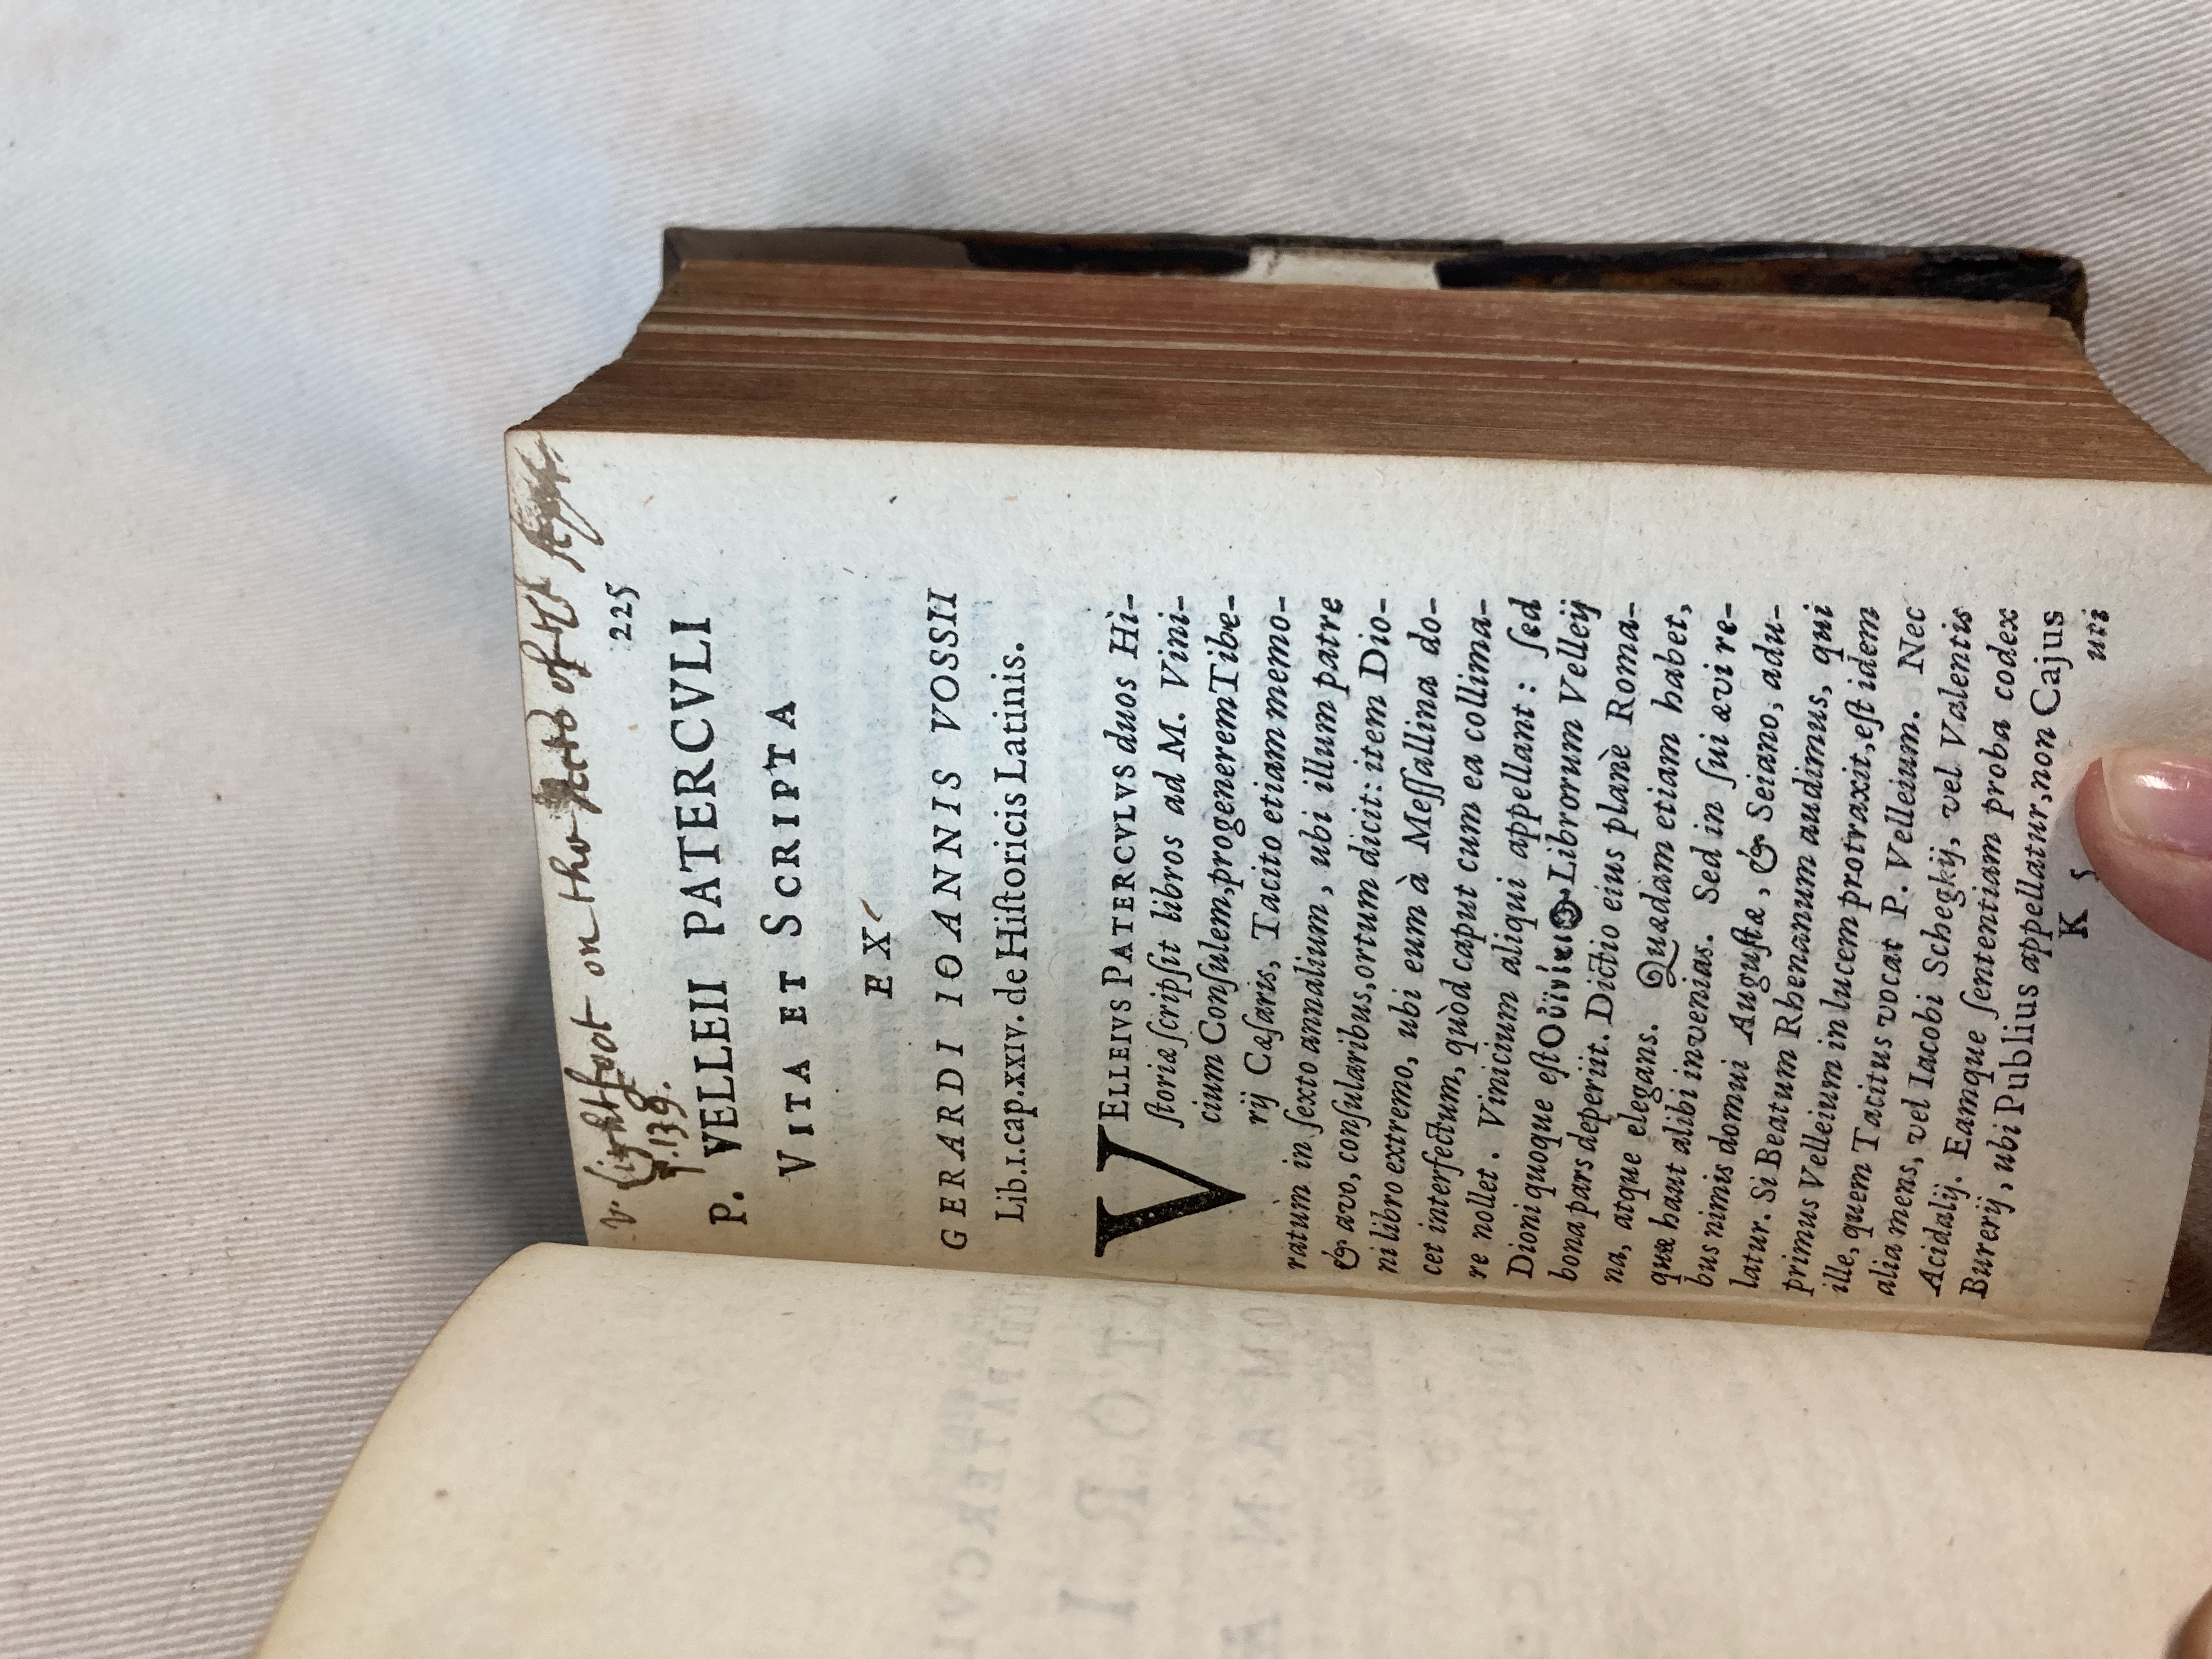 v. Lightfoot on the Acts of the
p. 139.
225
P. VELLEII PATERCVLI
VITA ET SCRIPTA
EX
GERARDI IOANNIS VOSSII
Lib.I.cap.XXIV. de Hiſtoricis Latinis.
VELLEIVS PATERCVLVS duos Hi-
ſtoriæ ſcripſit libros ad M. Vini-
cium Conſulem, progenerem Tibe-
rij Cæſaris, Tacito etiam memo-
ratum in ſexto annalium, ubi illum patre
& avo, conſularibus, ortum dicit: item Dio-
ni libro extremo, ubi eum à Meſſallina do-
cet interfectum, quòd caput cum ea collima-
re nollet. Vinicium aliqui appellant: ſed
Dioni quoque eſt Librorum Velleij
bona pars deperiit. Dictio eius planè Roma-
na, atque elegans. Quædam etiam habet,
quæ haut alibi invenias. Sed in ſui ævi re-
bus nimis domui Auguſtæ, & Seiano, adu-
latur. Si Beatum Rhenanum audimus, qui
primus Velleium in lucem protraxit, eſt idem
ille, quem Tacitus vocat P. Velleium. Nec
alia mens, vel Iacobi Schegkij, vel Valentis
Acidalij. Eamque ſententiam proba codex
Burerij, ubi Publius appellatur, non Cajus
K 5 uti